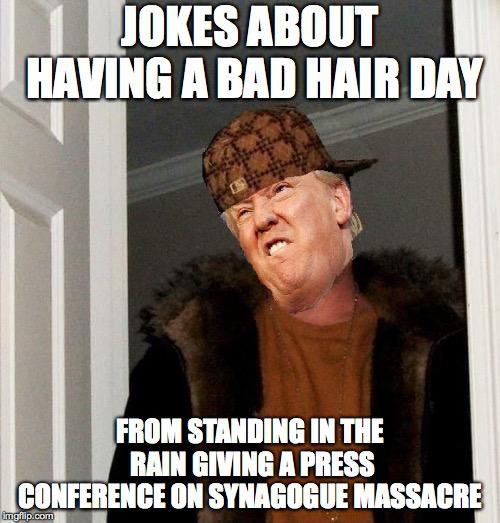 JOKES ABOUT
HAVING A BAD HAIR DAY
FROM STANDING IN THE
RAIN GIVING A PRESS
CONFERENCE ON SYNAGOGUE MASSACRE
imgflip.com